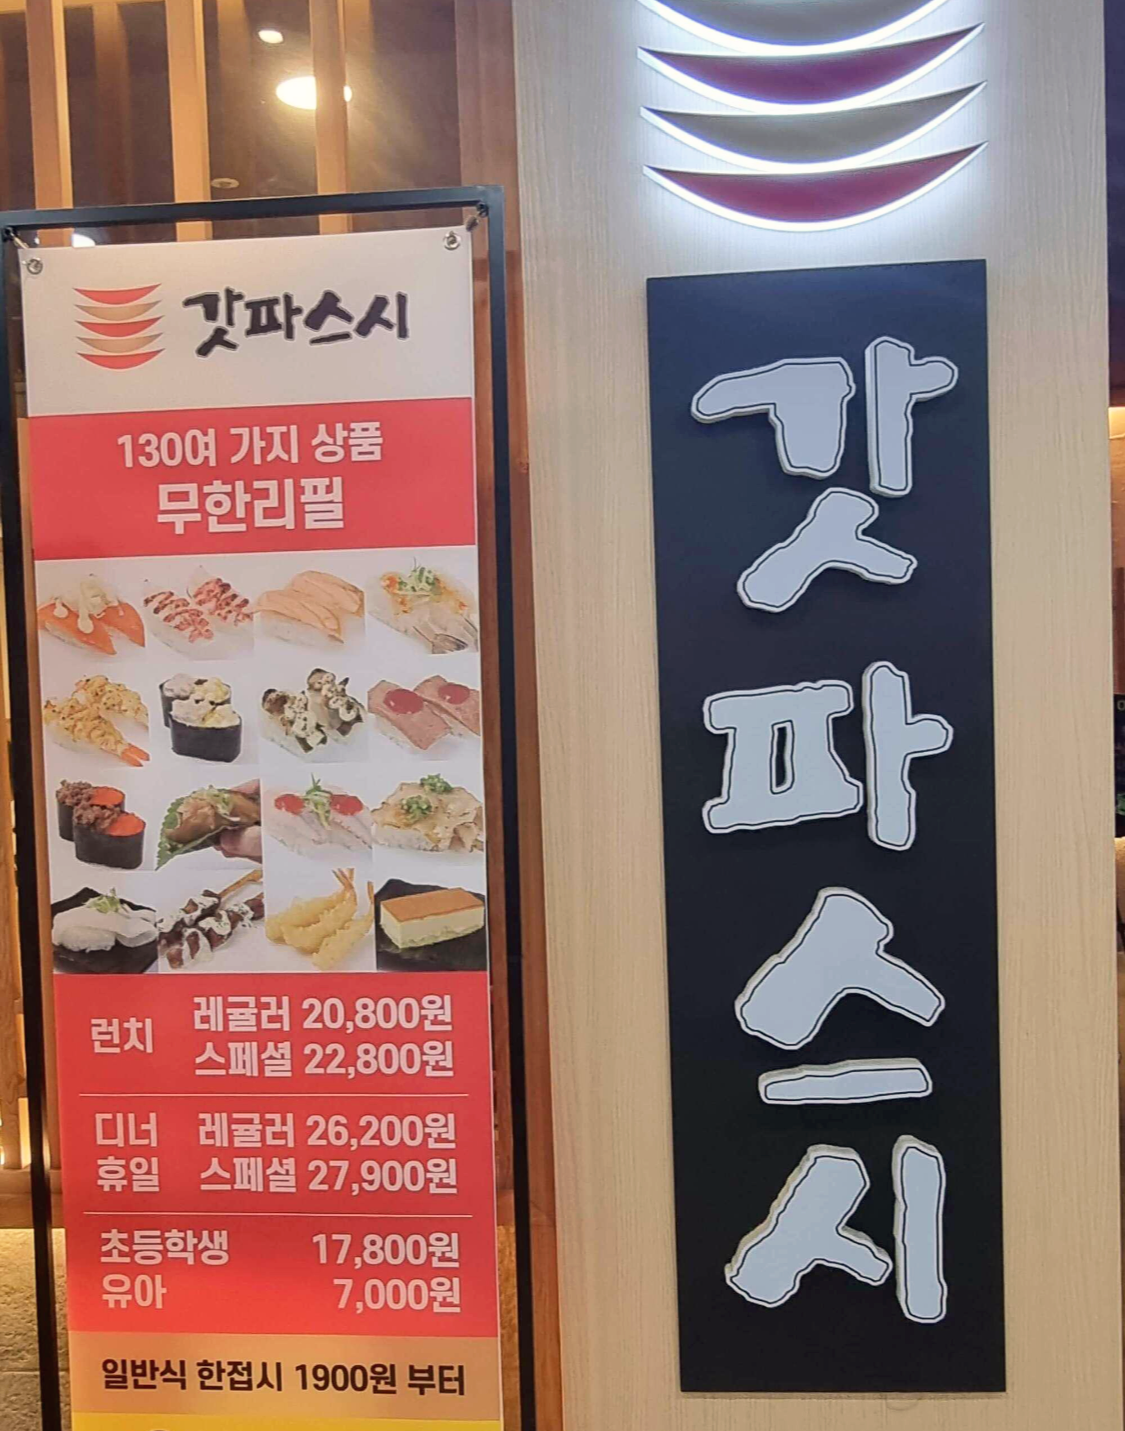 갓파스시
130여 가지 상품
무한리필
런치
레귤러 20,800원
스페셜 22,800원
디너 레귤러 26,200원
휴일 스페셜 27,900원
초등학생 17,800원
유아 7,000원
일반식 한접시 1900원 부터
갓파스시